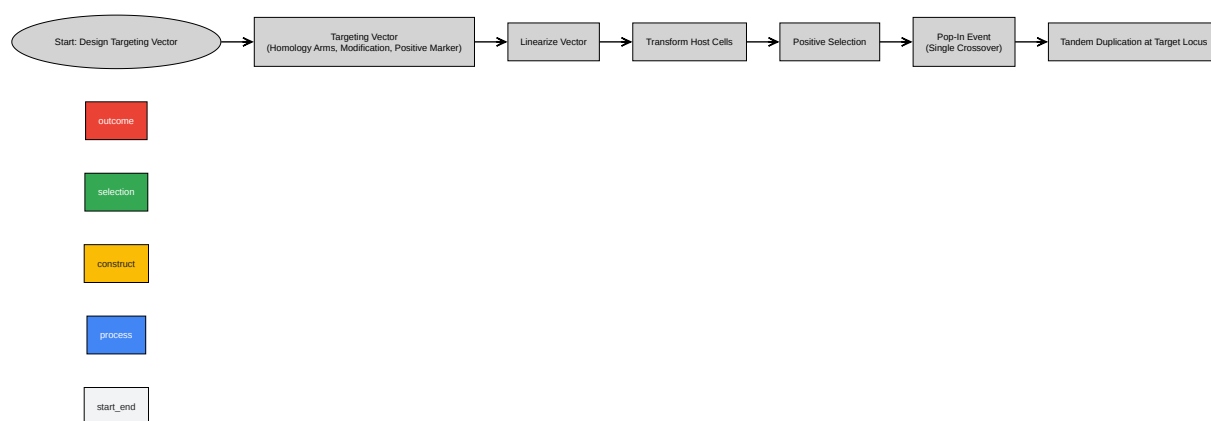 Start: Design Targeting Vector
Targeting Vector
(Homology Arms, Modification, Positive Marker)
Linearize Vector
Transform Host Cells
Positive Selection
Pop-In Event
(Single Crossover)
Tandem Duplication at Target Locus
outcome
selection
construct
process
start_end